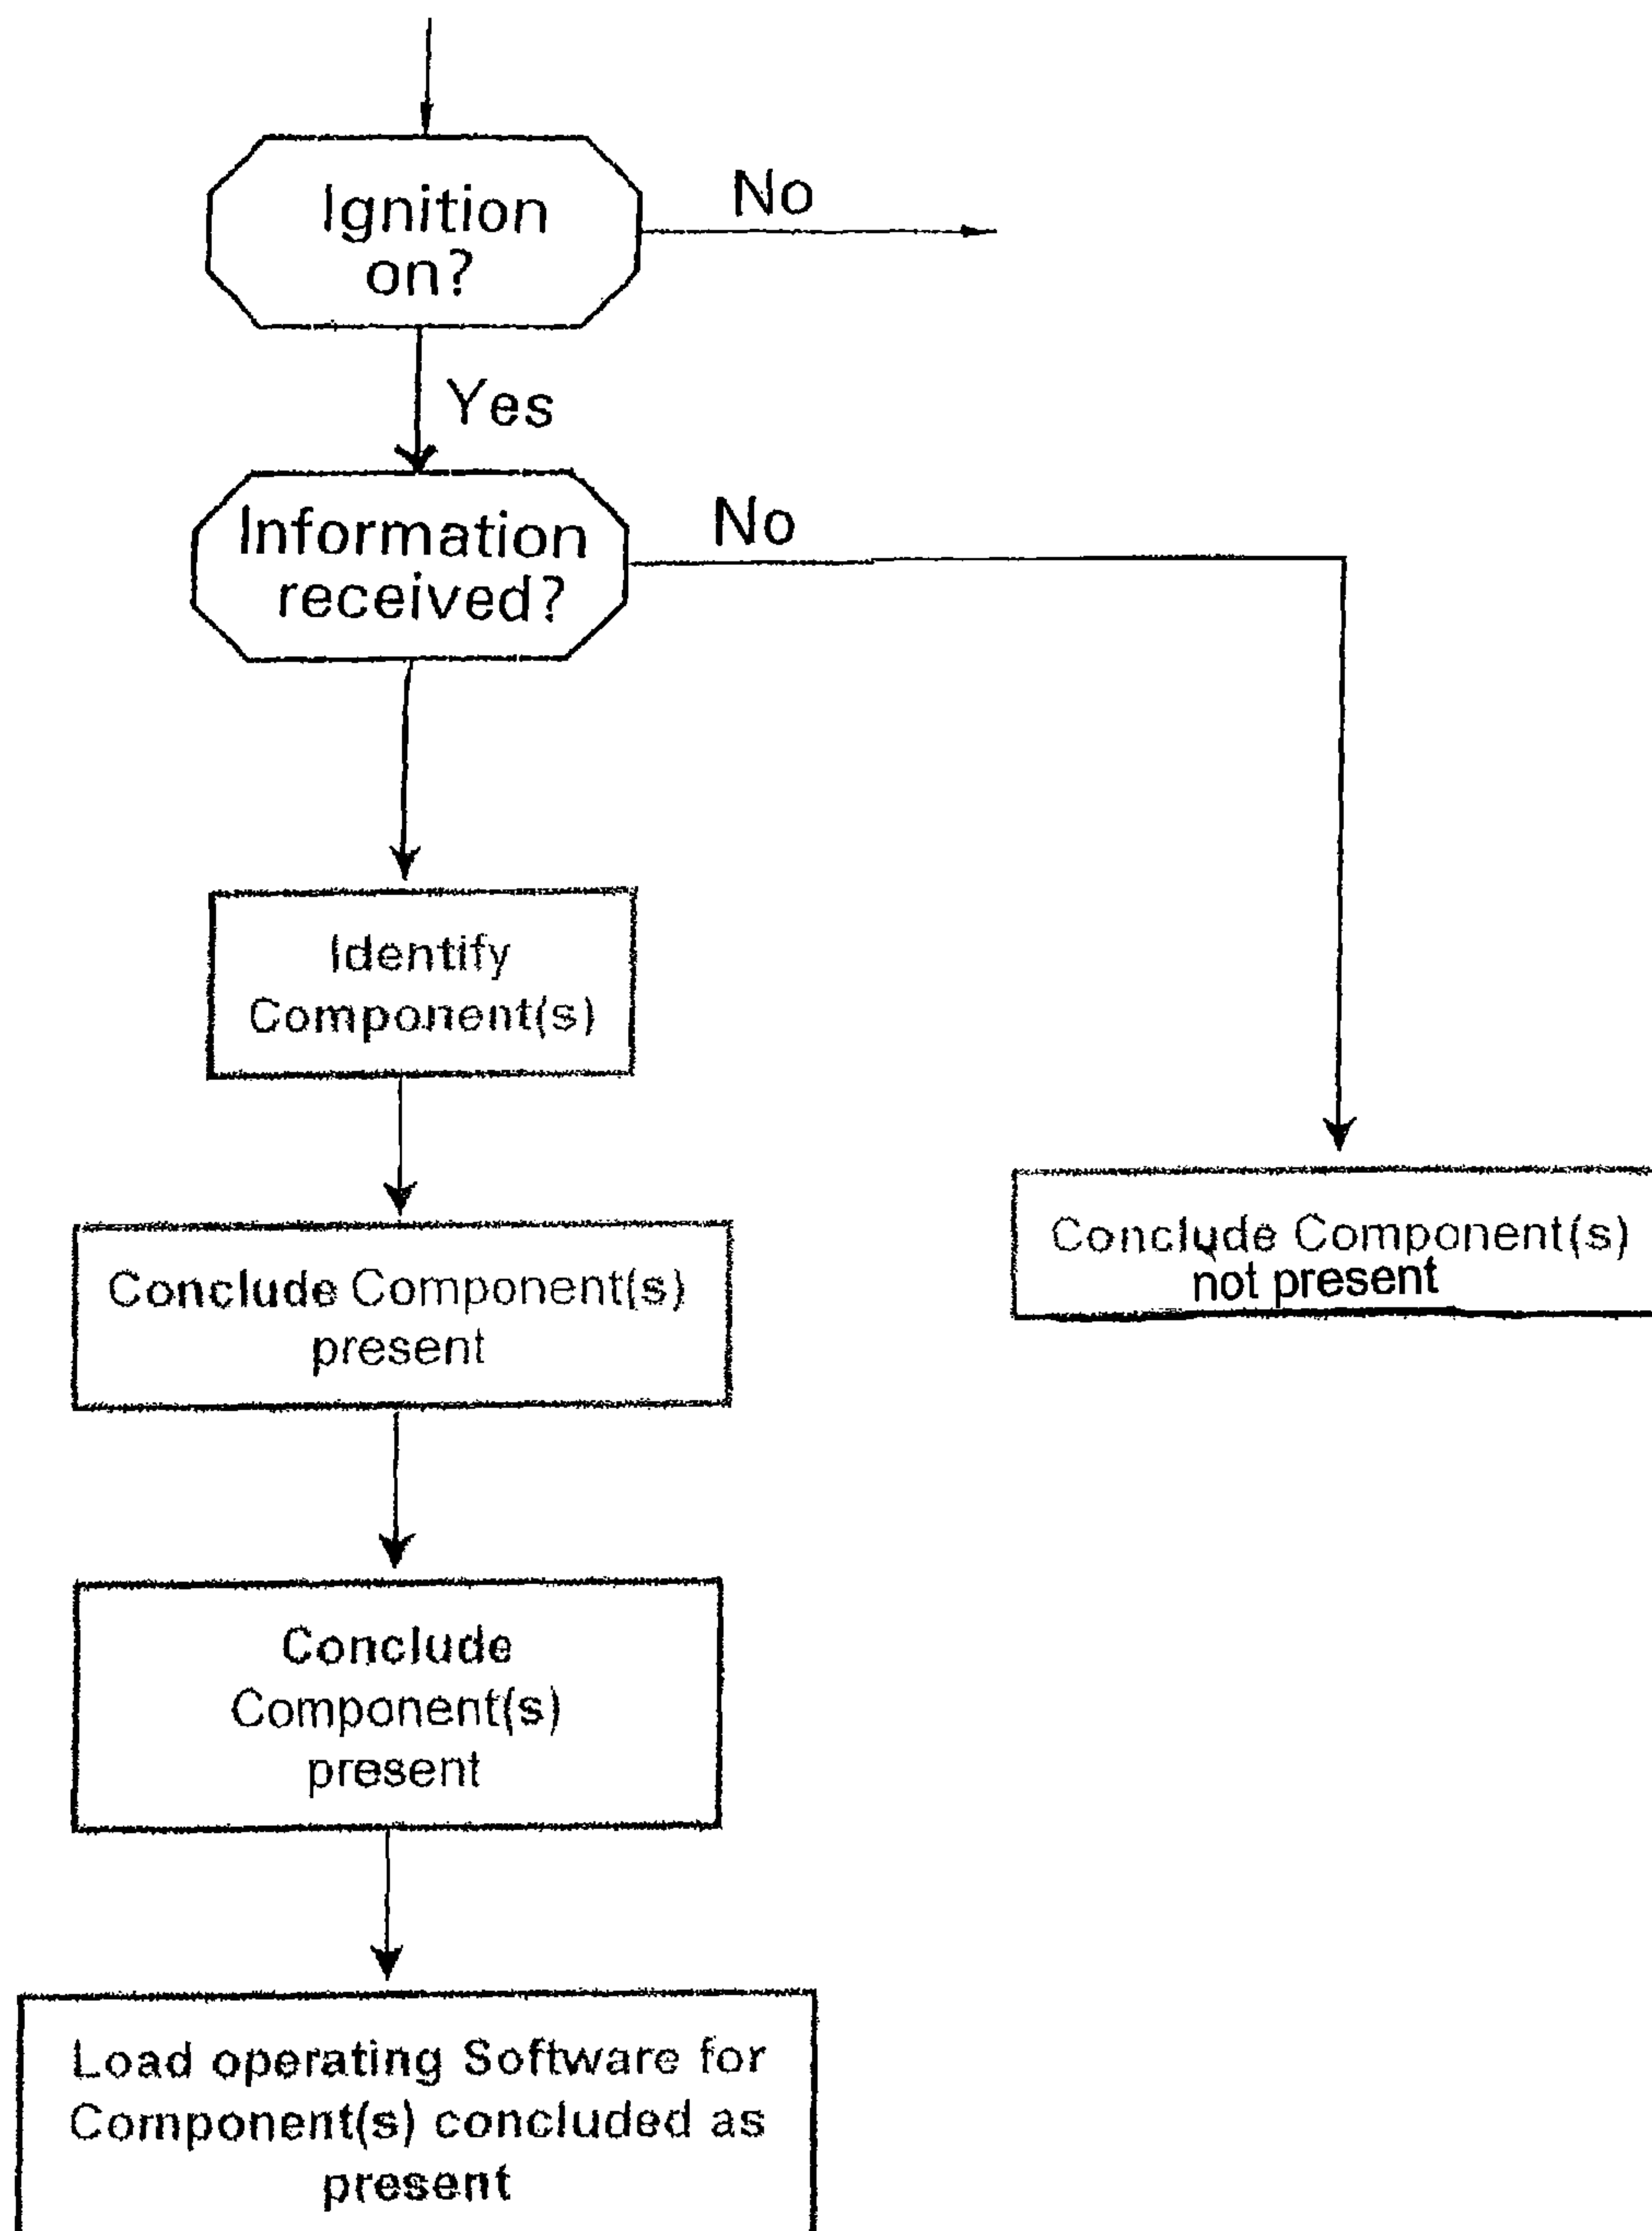 Ignition
on?
No
Yes
Information
received?
No
Identify
Component(s)
Conclude Component(s)
present
Conclude Component(s)
not present
Conclude
Component(s)
present
Load operating Software for
Component(s) concluded as
present